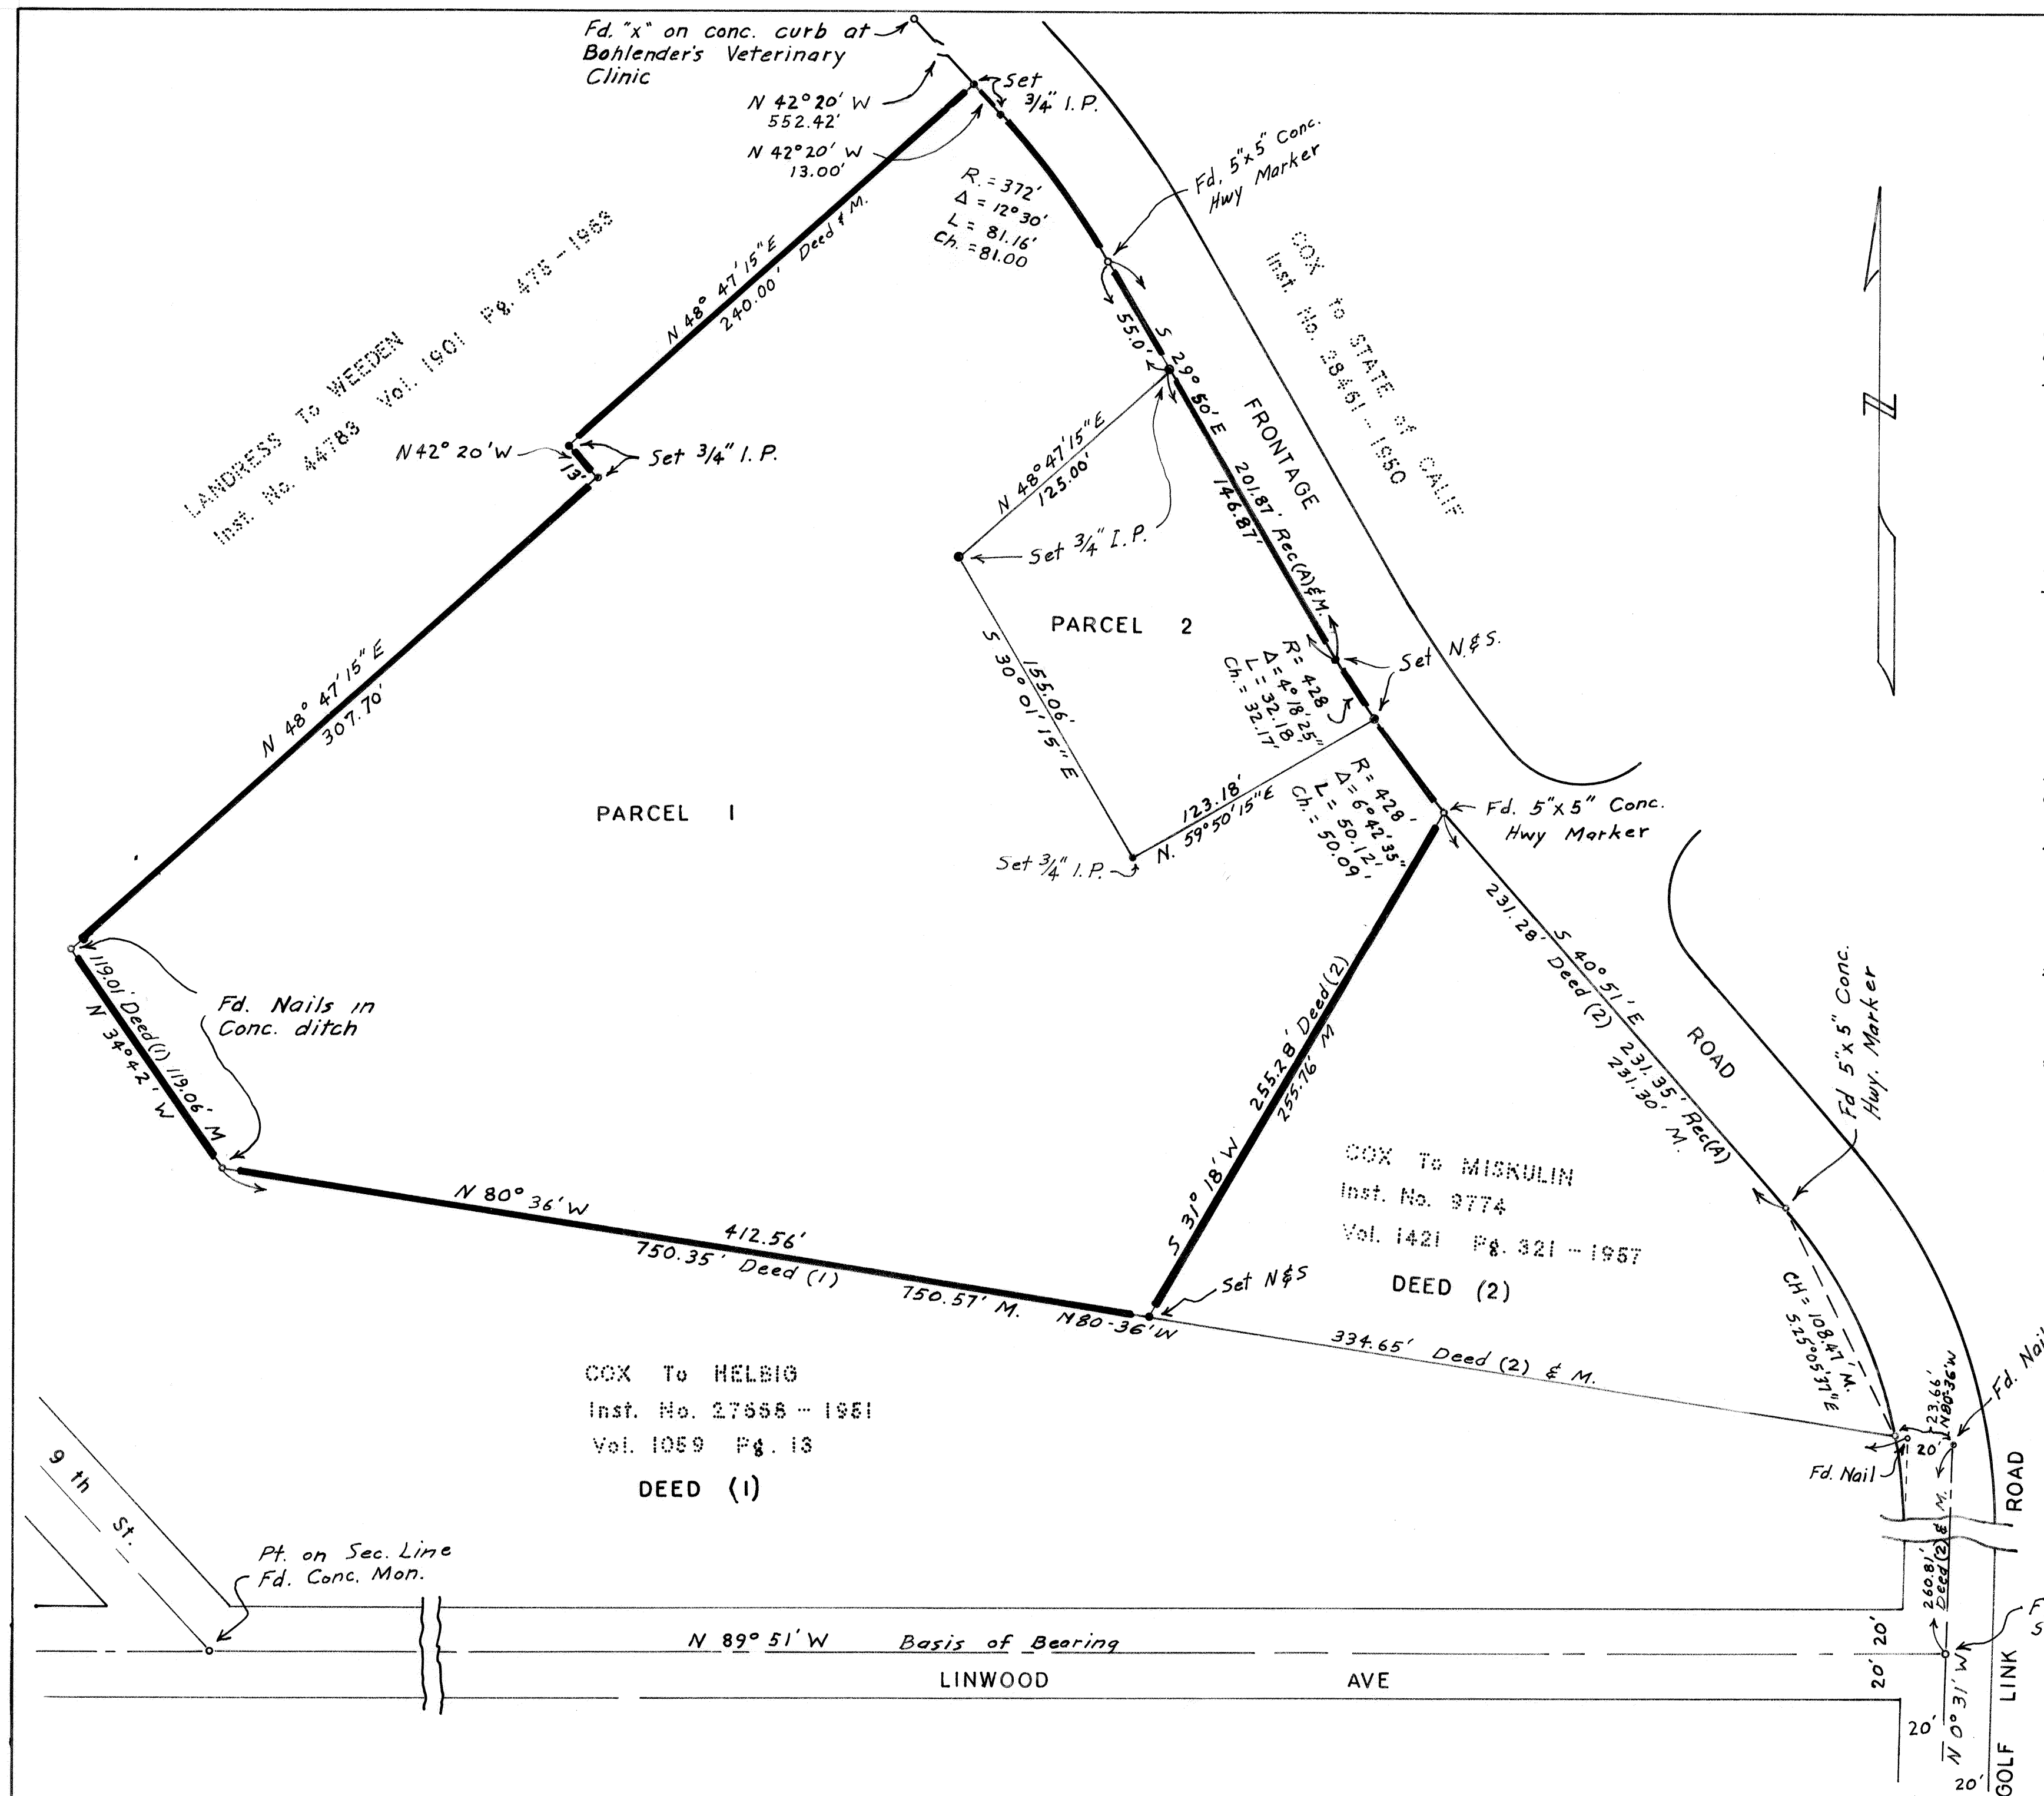 Fd. "x" on conc. curb at
Bohlender's Veterinary
Clinic
N 42° 20' W
552.42'
N 42° 20' W
13.00'
Set
3/4" I.P.
Fd. 5"x5" Conc.
Hwy Marker
R. = 372'
Δ = 12° 30'
L = 81.16'
Ch. = 81.00
N 48° 47' 15" E
240.00' Deed & M.
LANDRESS To WEEDEN
Inst. No. 44783 Vol. 1901 Pg. 475 - 1963
N 42° 20' W
13'
Set 3/4" I.P.
COX to STATE of CALIF
Inst. No. 28461 - 1950
55.0'
S 29° 50' E
FRONTAGE
201.87' Rec(A) & M.
146.87'
N 48° 47' 15" E
125.00'
Set 3/4" I.P.
PARCEL 2
155.06'
S 30° 01' 15" E
Set N.&S.
R = 428
Δ = 4° 18' 25"
L = 32.18'
Ch. = 32.17'
N 48° 47' 15" E
307.70'
PARCEL 1
123.18'
N. 59° 50' 15" E
Set 3/4" I.P.
R = 428'
Δ = 6° 42' 35"
L = 50.12'
Ch. = 50.09'
Fd. 5"x5" Conc.
Hwy Marker
S 40° 51' E
231.28' Deed (2)
231.35' Rec(A)
231.30' M.
ROAD
Fd 5"x5" Conc.
Hwy. Marker
119.01' Deed(1) 119.06' M
N 34° 42' W
Fd. Nails in
Conc. ditch
255.28' Deed(2)
255.76' M
S 31° 18' W
N 80° 36' W
412.56'
750.35' Deed (1)
750.57' M.
N80-36' W
Set N&S
COX To MISKULIN
Inst. No. 9774
Vol. 1421 Pg. 321 - 1957
DEED (2)
334.65' Deed (2) & M.
CH = 108.47' M.
S.25° 05' 37" E
23.66'
N80-36' W
20'
Fd. Nail
Fd. Nail
COX To HELBIG
Inst. No. 27668 - 1951
Vol. 1059 Pg. 13
DEED (1)
9 th St.
Pt. on Sec. Line
Fd. Conc. Mon.
260.81'
Deed (2) & M.
ROAD
N 89° 51' W Basis of Bearing
LINWOOD AVE
20'
20'
20'
N 0° 31' W
20'
GOLF LINK